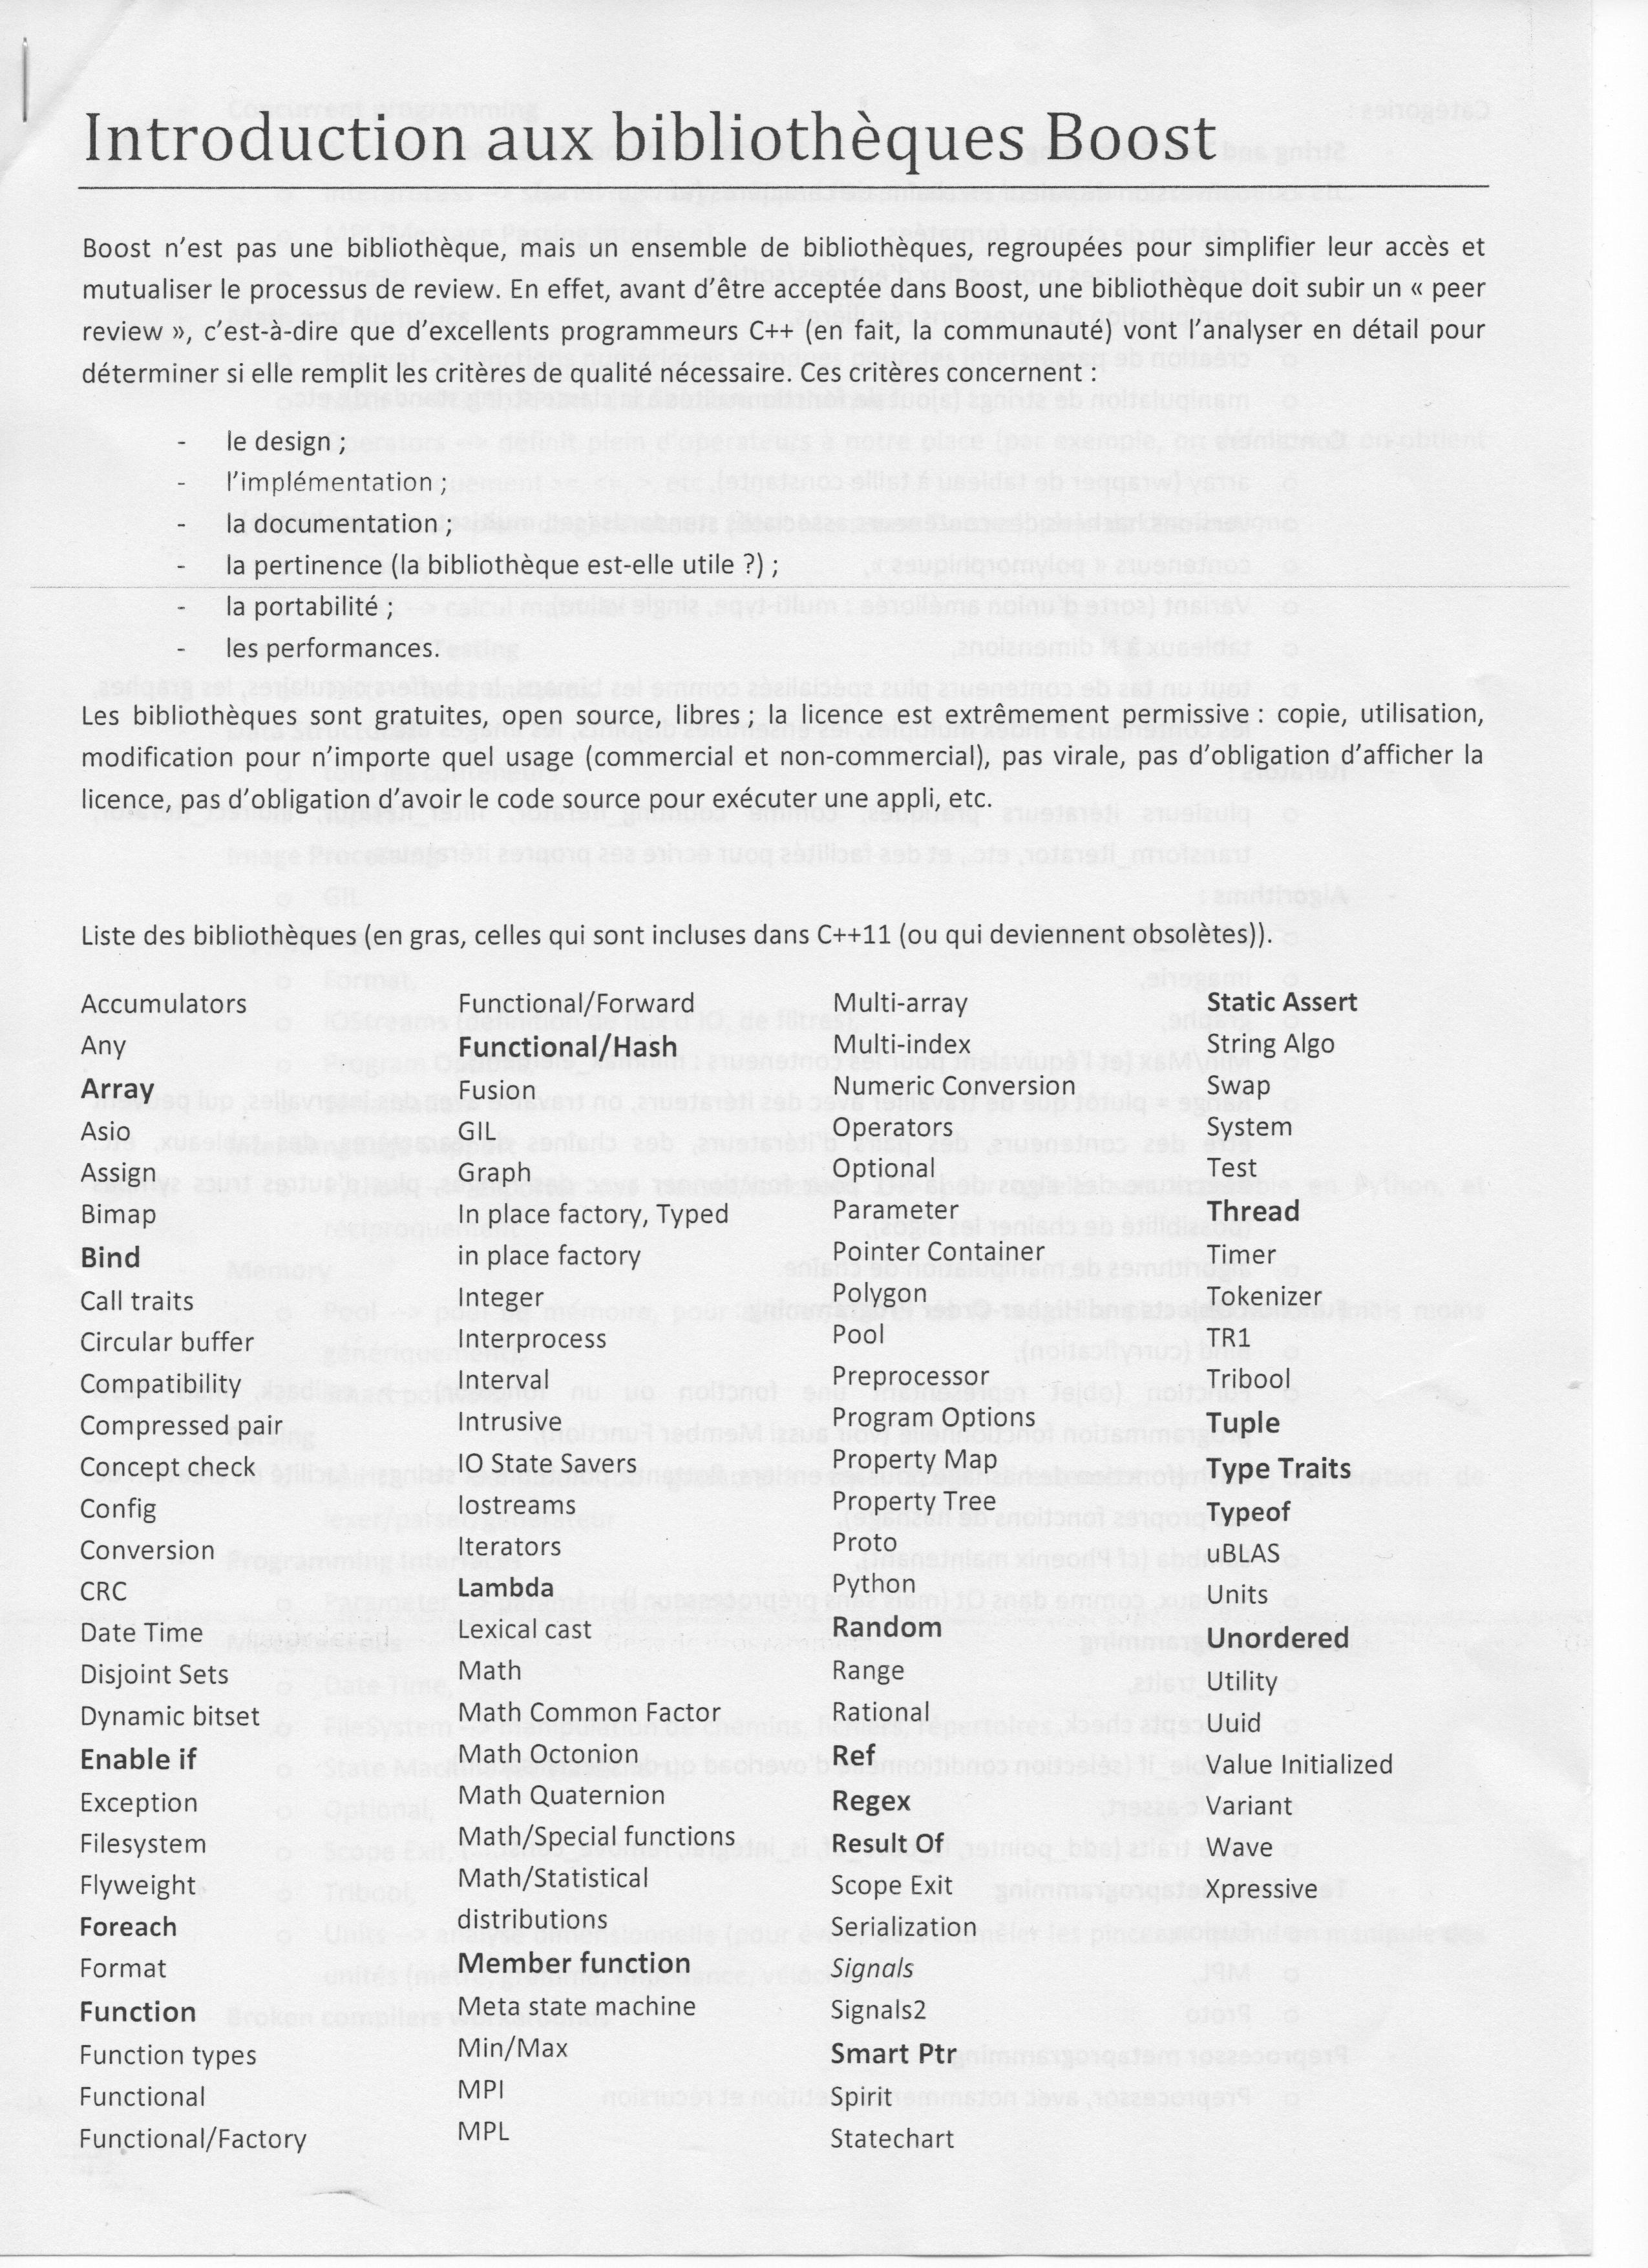 Introduction aux bibliothèques Boost
Boost n'est pas une bibliothèque, mais un ensemble de bibliothèques, regroupées pour simplifier leur accès et
mutualiser le processus de review. En effet, avant d'être acceptée dans Boost, une bibliothèque doit subir un « peer
review », c'est-à-dire que d'excellents programmeurs C++ (en fait, la communauté) vont l'analyser en détail pour
déterminer si elle remplit les critères de qualité nécessaire. Ces critères concernent :
- le design ;
- l'implémentation ;
- la documentation ;
- la pertinence (la bibliothèque est-elle utile ?) ;
- la portabilité ;
- les performances.
Les bibliothèques sont gratuites, open source, libres ; la licence est extrêmement permissive : copie, utilisation,
modification pour n'importe quel usage (commercial et non-commercial), pas virale, pas d'obligation d'afficher la
licence, pas d'obligation d'avoir le code source pour exécuter une appli, etc.
Liste des bibliothèques (en gras, celles qui sont incluses dans C++11 (ou qui deviennent obsolètes)).
Accumulators
Any
Array
Asio
Assign
Bimap
Bind
Call traits
Circular buffer
Compatibility
Compressed pair
Concept check
Config
Conversion
CRC
Date Time
Disjoint Sets
Dynamic bitset
Enable if
Exception
Filesystem
Flyweight
Foreach
Format
Function
Function types
Functional
Functional/Factory
Functional/Forward
Functional/Hash
Fusion
GIL
Graph
In place factory, Typed
in place factory
Integer
Interprocess
Interval
Intrusive
IO State Savers
Iostreams
Iterators
Lambda
Lexical cast
Math
Math Common Factor
Math Octonion
Math Quaternion
Math/Special functions
Math/Statistical
distributions
Member function
Meta state machine
Min/Max
MPI
MPL
Multi-array
Multi-index
Numeric Conversion
Operators
Optional
Parameter
Pointer Container
Polygon
Pool
Preprocessor
Program Options
Property Map
Property Tree
Proto
Python
Random
Range
Rational
Ref
Regex
Result Of
Scope Exit
Serialization
Signals
Signals2
Smart Ptr
Spirit
Statechart
Static Assert
String Algo
Swap
System
Test
Thread
Timer
Tokenizer
TR1
Tribool
Tuple
Type Traits
Typeof
uBLAS
Units
Unordered
Utility
Uuid
Value Initialized
Variant
Wave
Xpressive